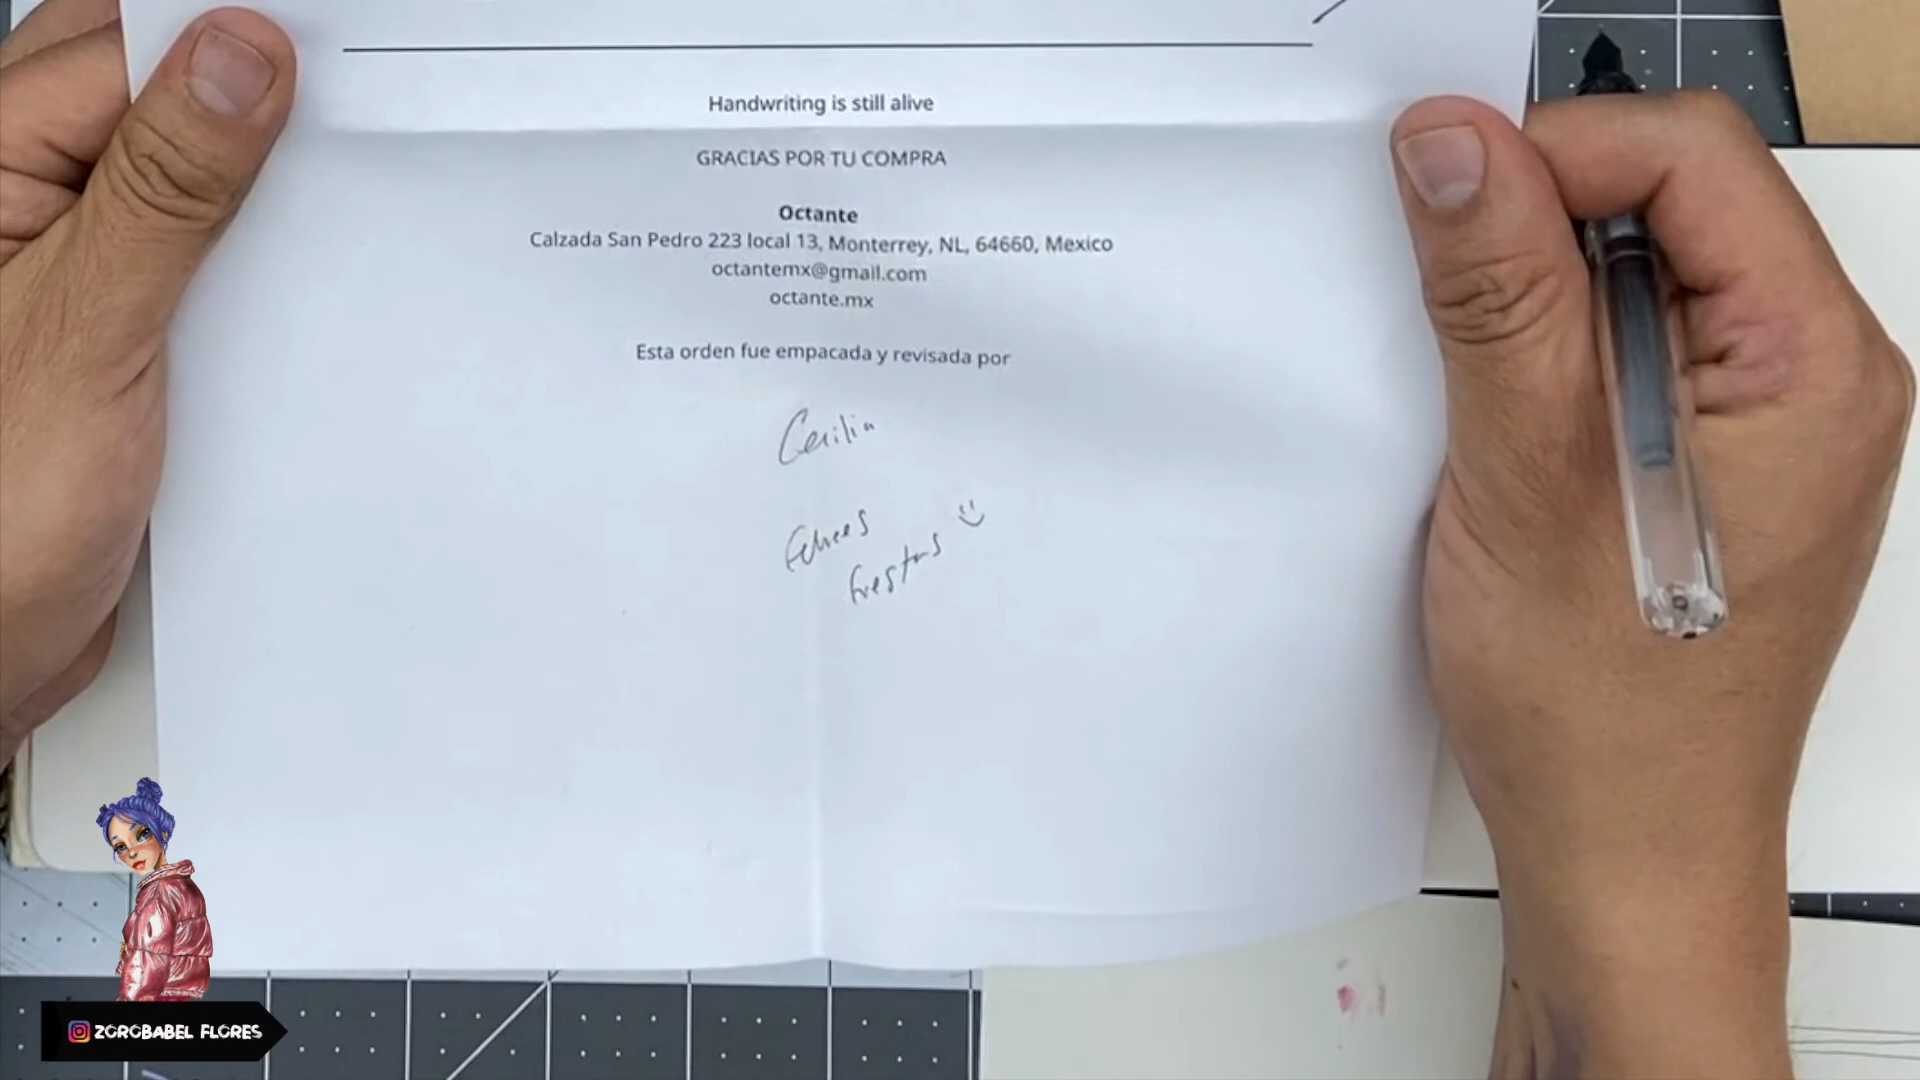 Handwriting is still alive
GRACIAS POR TU COMPRA
Octante
Calzada San Pedro 223 local 13, Monterrey, NL, 64660, Mexico
octantemx@gmail.com
octante.mx
Esta orden fue empacada y revisada por
Cecilia
Felices
Fiestas
ZOROBABEL FLORES